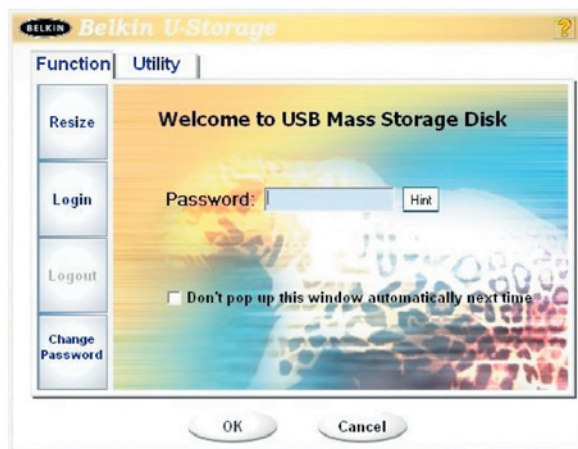 BELKIN Belkin U-Storage ?
Function Utility
Resize
Welcome to USB Mass Storage Disk
Login
Password: Hint
Logout
Don't pop up this window automatically next time
Change
Password
OK Cancel